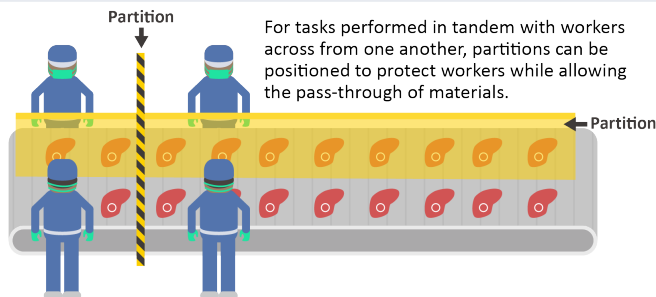 Partition
For tasks performed in tandem with workers
across from one another, partitions can be
positioned to protect workers while allowing
the pass-through of materials.
Partition